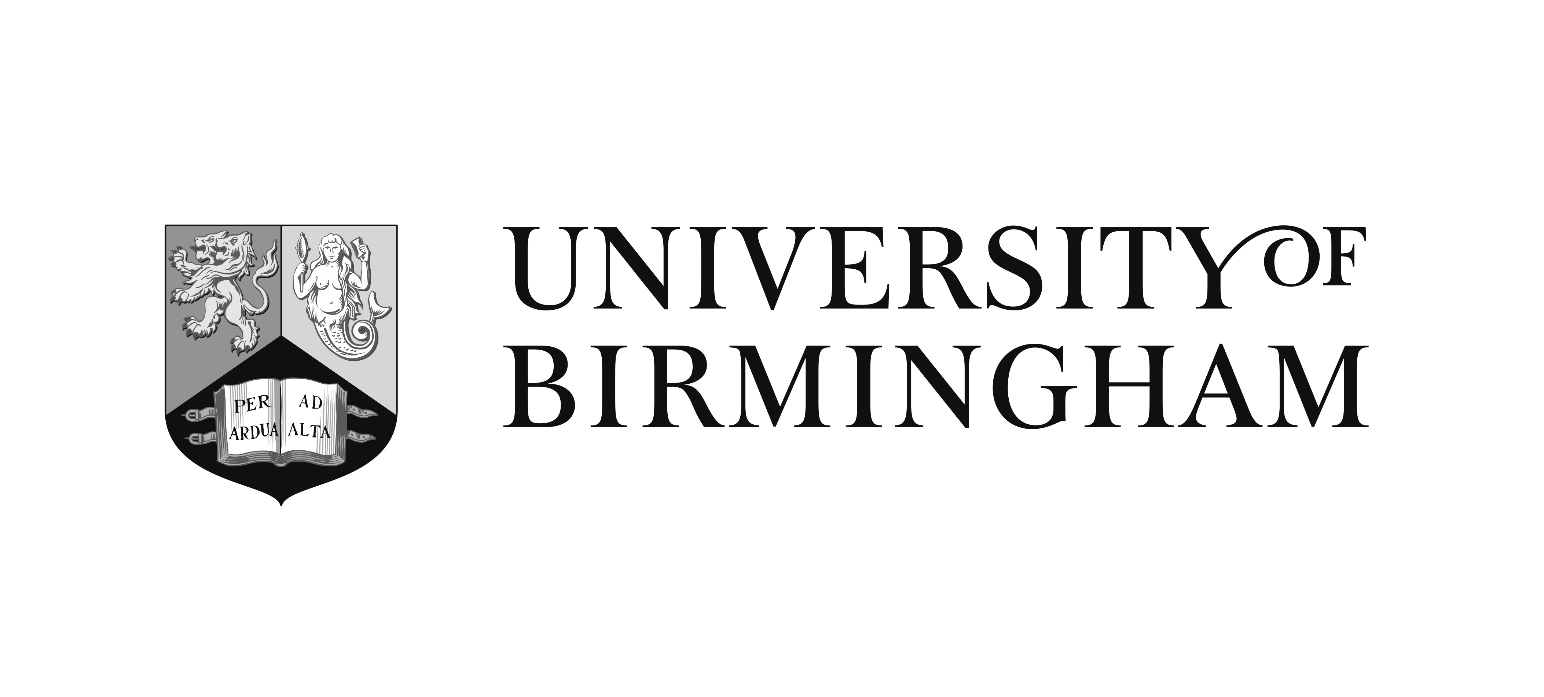 PER AD
ARDUA ALTA
UNIVERSITY OF
BIRMINGHAM